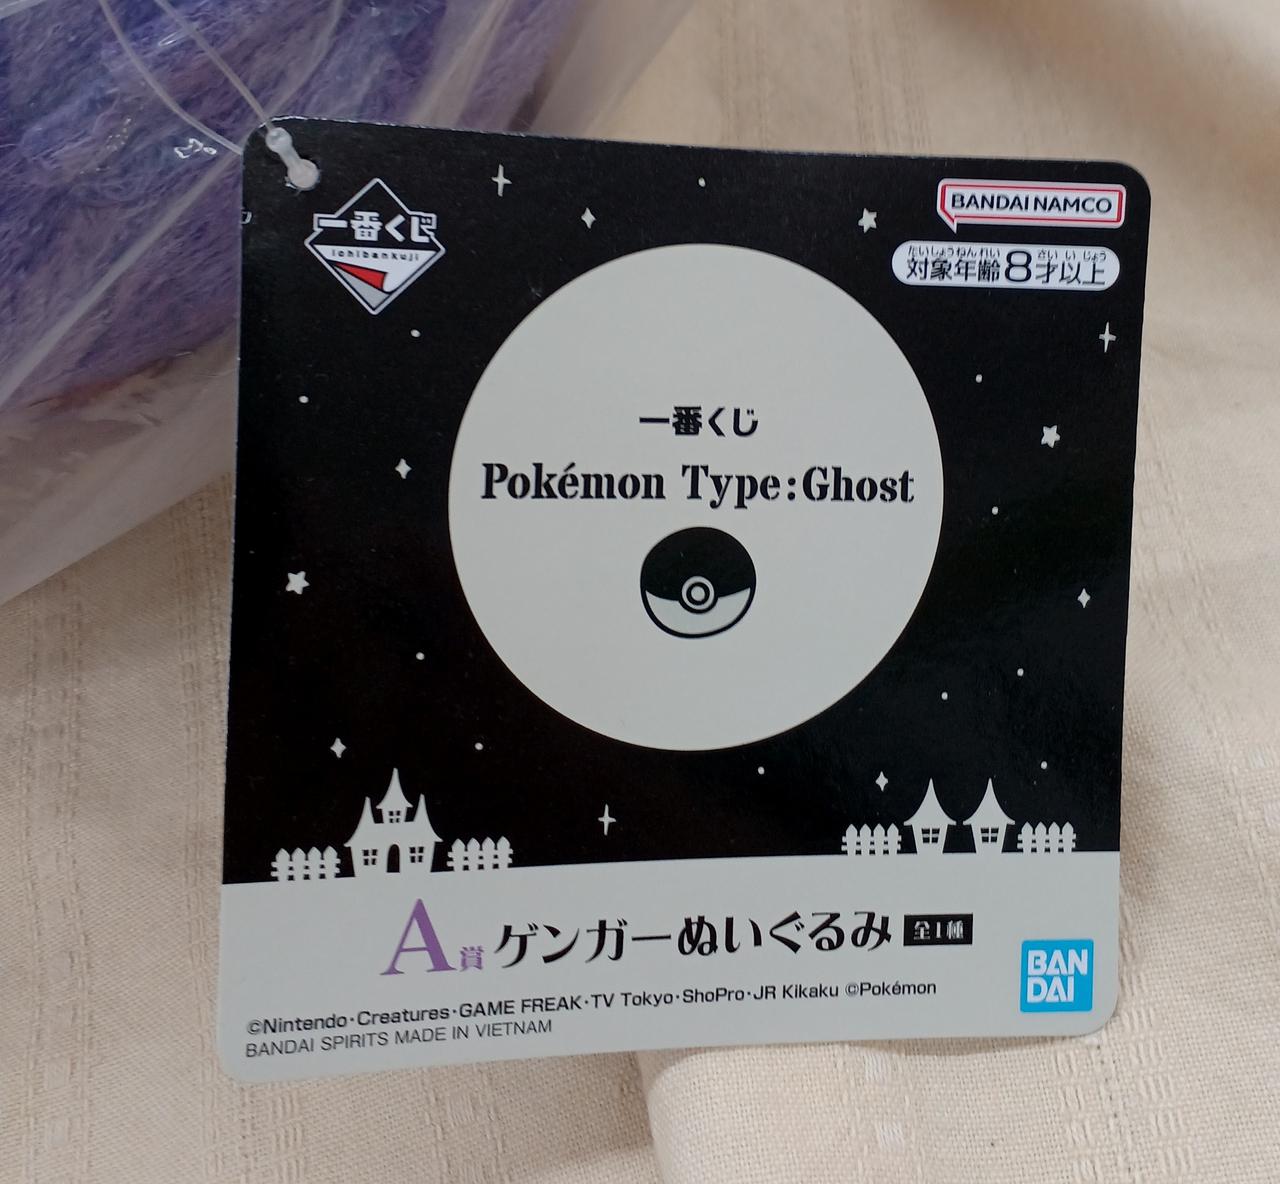 一番くじ
ichibankuji
BANDAI NAMCO
たいしょうねんれい さい い じょう
対象年齢8才以上
一番くじ
Pokémon Type:Ghost
A賞 ゲンガーぬいぐるみ 全1種
©Nintendo・Creatures・GAME FREAK・TV Tokyo・ShoPro・JR Kikaku ©Pokémon
BANDAI SPIRITS MADE IN VIETNAM
BAN
DAI